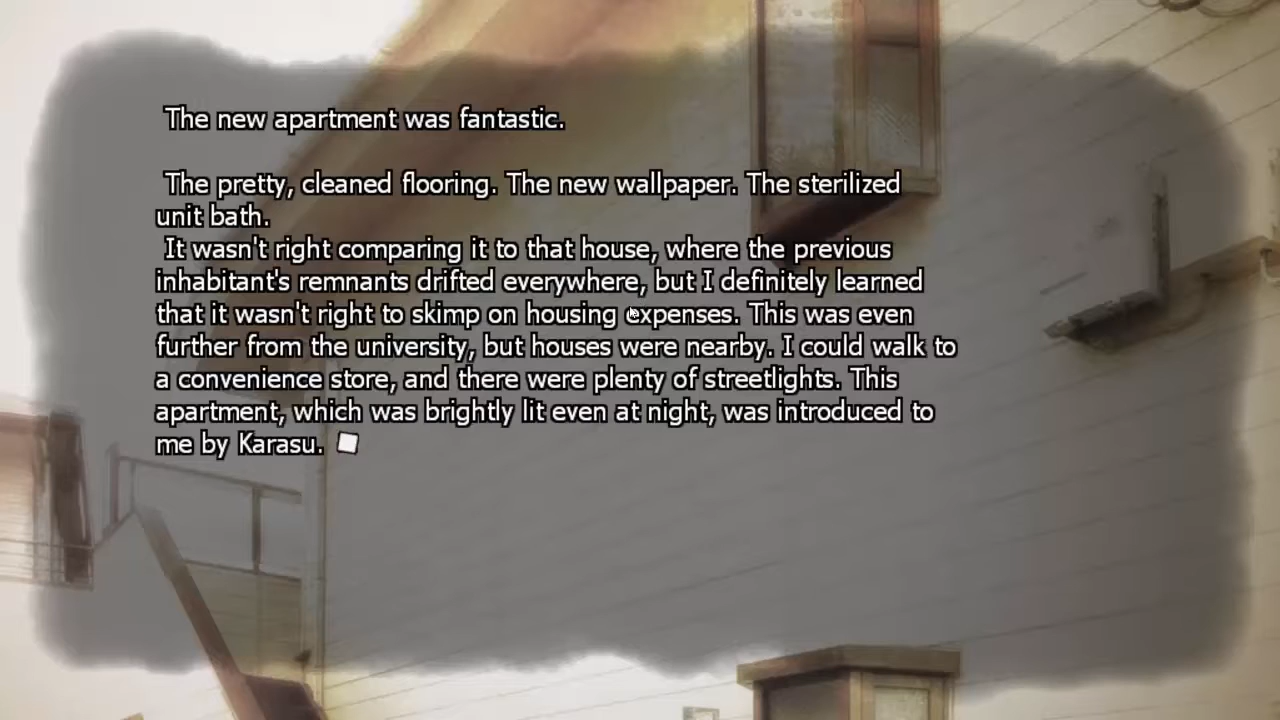 The new apartment was fantastic.
The pretty, cleaned flooring. The new wallpaper. The sterilized
unit bath.
It wasn't right comparing it to that house, where the previous
inhabitant's remnants drifted everywhere, but I definitely learned
that it wasn't right to skimp on housing expenses. This was even
further from the university, but houses were nearby. I could walk to
a convenience store, and there were plenty of streetlights. This
apartment, which was brightly lit even at night, was introduced to
me by Karasu.